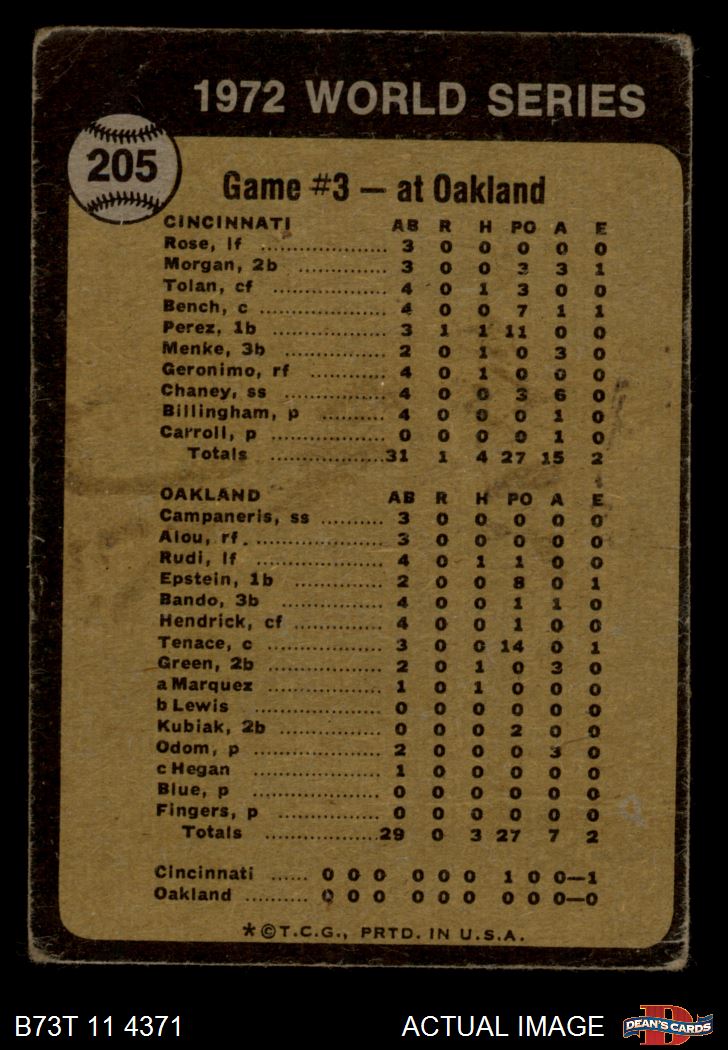 1972 WORLD SERIES
205
Game #3 — at Oakland
CINCINNATI AB R H PO A E
Rose, lf .................. 3 0 0 0 0 0
Morgan, 2b ............... 3 0 0 3 3 1
Tolan, cf ................ 4 0 1 3 0 0
Bench, c ................. 4 0 0 7 1 1
Perez, 1b ................ 3 1 1 11 0 0
Menke, 3b .............. 2 0 1 0 3 0
Geronimo, rf ........... 4 0 1 0 0 0
Chaney, ss .............. 4 0 0 3 6 0
Billingham, p .......... 4 0 0 0 1 0
Carroll, p ................ 0 0 0 0 1 0
Totals .................. 31 1 4 27 15 2
OAKLAND AB R H PO A E
Campaneris, ss .......... 3 0 0 0 0 0
Alou, rf .................. 3 0 0 0 0 0
Rudi, lf .................. 4 0 1 1 0 0
Epstein, 1b .............. 2 0 0 8 0 1
Bando, 3b ............... 4 0 0 1 1 0
Hendrick, cf ............. 4 0 0 1 0 0
Tenace, c ................ 3 0 0 14 0 1
Green, 2b ................ 2 0 1 0 3 0
a Marquez ................ 1 0 1 0 0 0
b Lewis .................. 0 0 0 0 0 0
Kubiak, 2b ............... 0 0 0 2 0 0
Odom, p .................. 2 0 0 0 3 0
c Hegan .................. 1 0 0 0 0 0
Blue, p .................. 0 0 0 0 0 0
Fingers, p ............... 0 0 0 0 0 0
Totals .................. 29 0 3 27 7 2
Cincinnati ...... 0 0 0 0 0 0 1 0 0—1
Oakland .......... 0 0 0 0 0 0 0 0 0—0
*©T.C.G., PRTD. IN U.S.A.
B73T 11 4371 ACTUAL IMAGE D DEAN'S CARDS